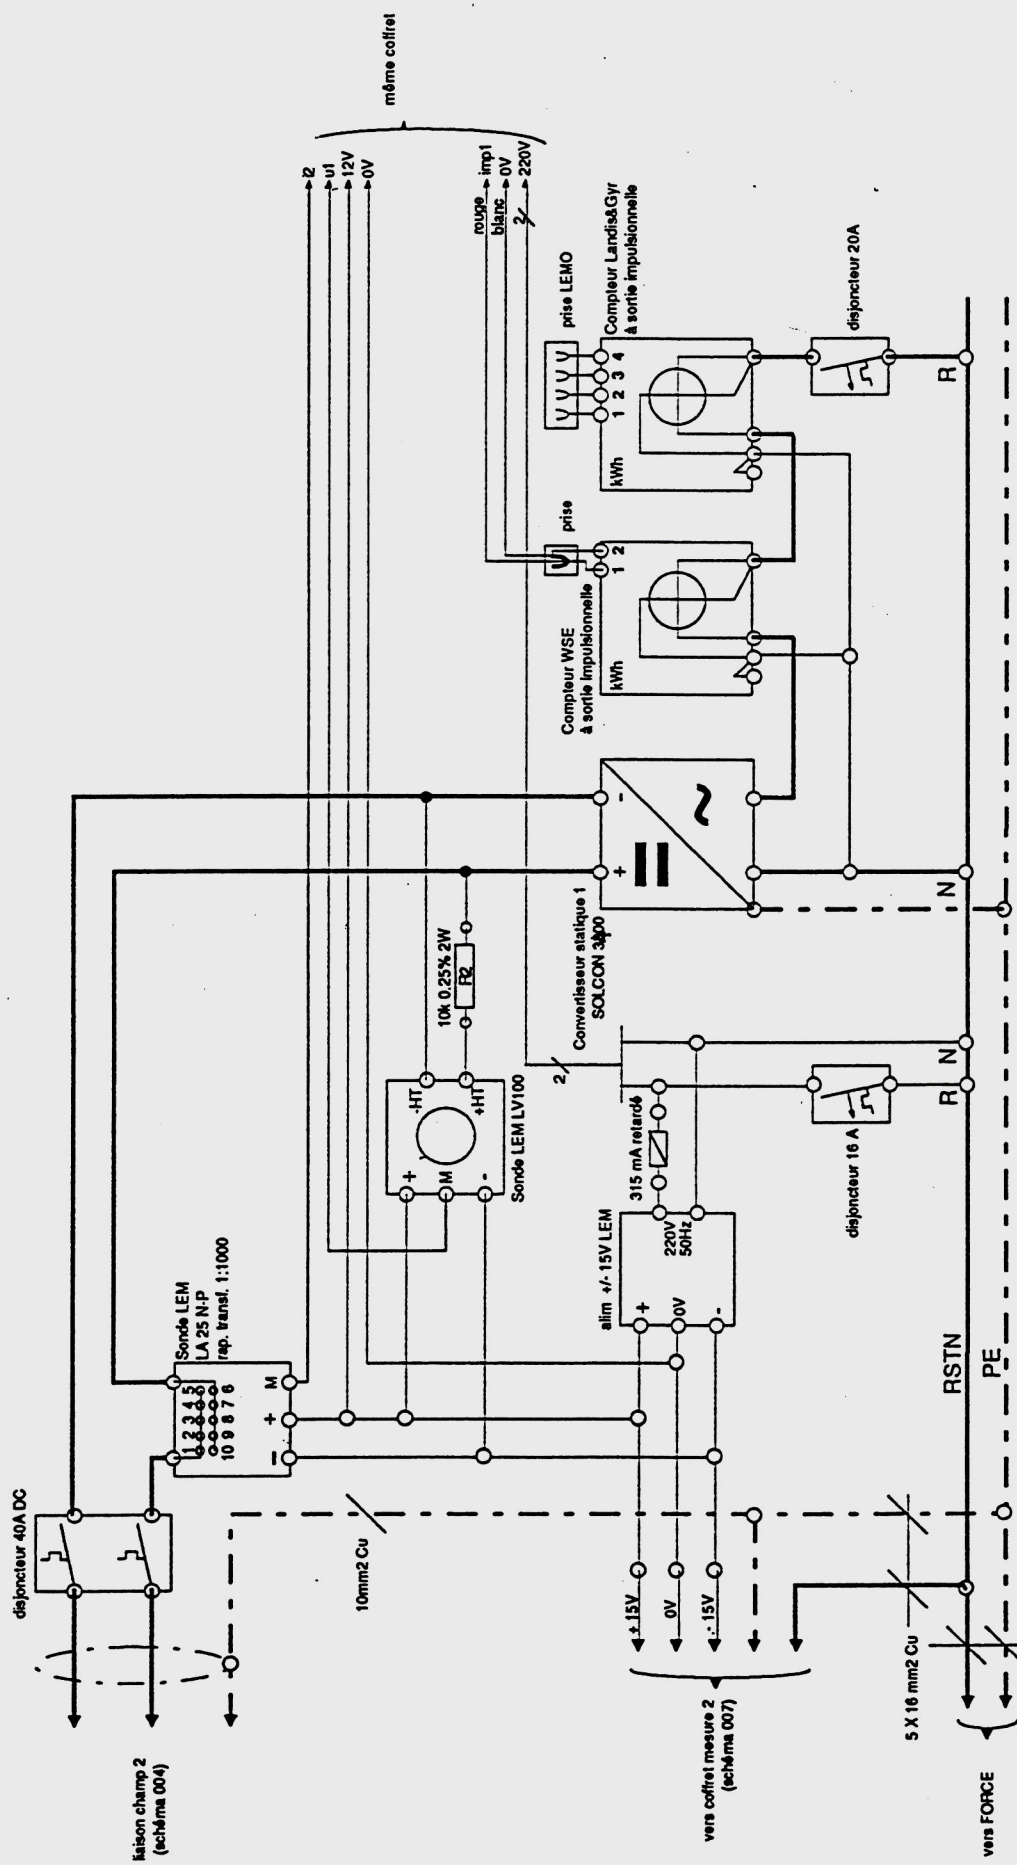 liaison champ 2
(schéma 004)
disjoncteur 40A DC
Sonde LEM
LA 25 N-P
rap. transf. 1:1000
1 2 3 4 5
10 9 8 7 6
- + M
10mm2 Cu
i2
u1
12V
0V
même coffret
rouge
imp1
blanc
0V
2
220V
-HT
+HT
+
M
-
Sonde LEM LV100
10k 0.25% 2W
R2
Convertisseur statique 1
+
-
Compteur WSE
à sortie impulsionnelle
prise
1 2
kWh
prise LEMO
Compteur Landis&Gyr
à sortie impulsionnelle
1 2 3 4
kWh
disjoncteur 20A
R
N
2
315 mA retardé
alim +/- 15V LEM
220V
50Hz
+
0V
-
disjoncteur 16 A
R
N
+ 15V
0V
- 15V
vers coffret mesure 2
(schéma 007)
5 X 16 mm2 Cu
RSTN
PE
vers FORCE